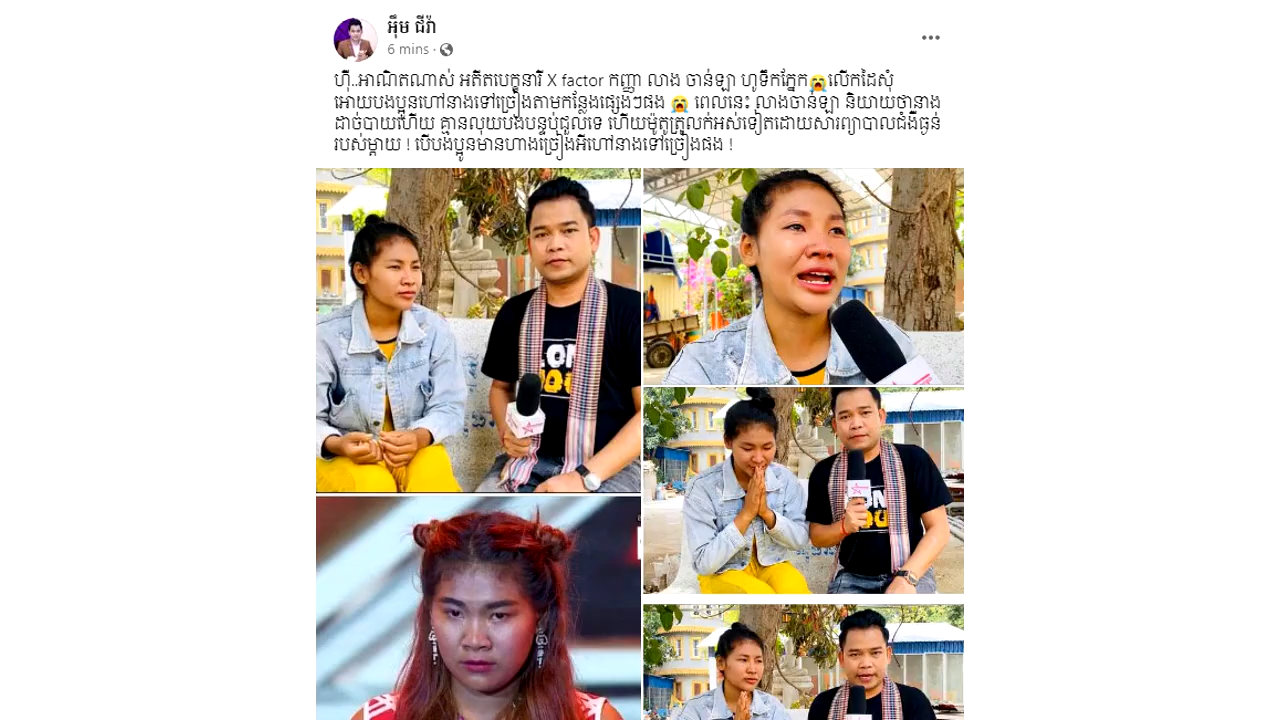 អ៊ឹម ជីវ៉ា
6 mins ·
ហ៊ឺ..អាណិតណាស់ អតីតបេក្ខនារី X factor កញ្ញា លាង ចាន់ឡា ហូទឹកភ្នែក😭លើកដៃសុំ
អោយបងប្អូនហៅនាងទៅច្រៀងតាមកន្លែងផ្សេងៗផង 😭 ពេលនេះ លាងចាន់ឡា និយាយថានាង
ដាច់បាយហើយ គ្មានលុយបង់បន្ទប់ជួលទេ ហើយម៉ូតូត្រូលក់អស់ទៀតដោយសារព្យាបាលជំងឺធ្ងន់
របស់ម្តាយ ! បើបងប្អូនមានហាងច្រៀងអីហៅនាងទៅច្រៀងផង !